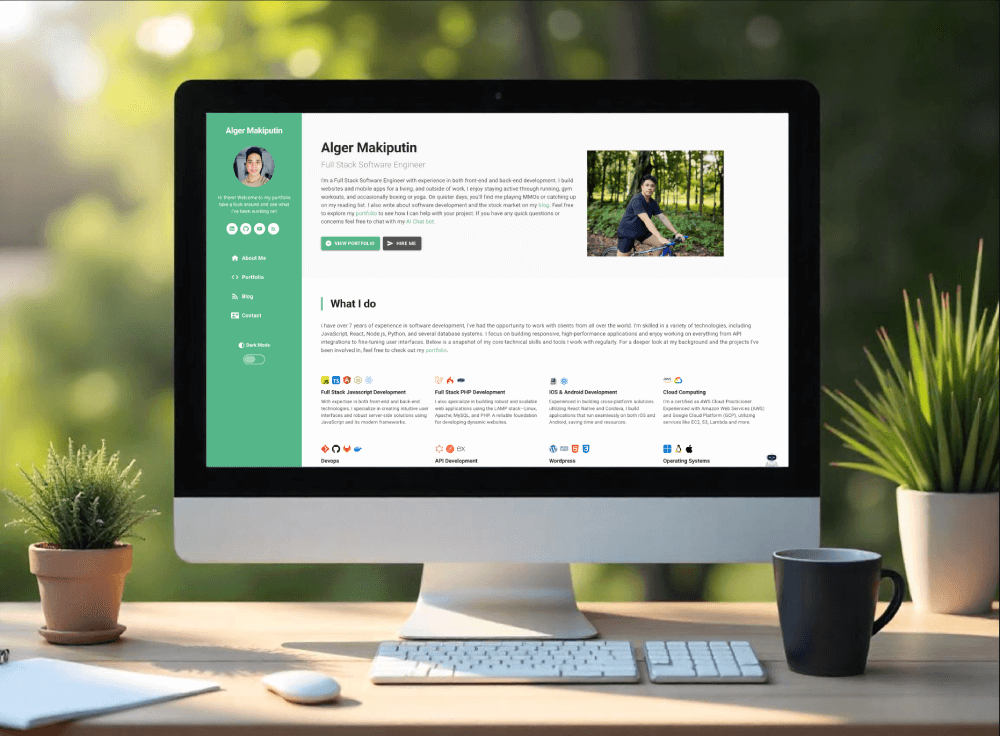 Alger Makiputin
Hi there! Welcome to my portfolio
take a look around and see what
I've been working on!
About Me
Portfolio
Blog
Contact
Dark Mode
Alger Makiputin
Full Stack Software Engineer
I'm a Full Stack Software Engineer with experience in both front-end and back-end development. I build
websites and mobile apps for a living, and outside of work, I enjoy staying active through running, gym
workouts, and occasionally boxing or yoga. On quieter days, you'll find me playing MMOs or catching up
on my reading list. I also write about software development and the stock market on my blog. Feel free
to explore my portfolio to see how I can help with your project. If you have any quick questions or
concerns feel free to chat with my AI Chat bot.
VIEW PORTFOLIO
HIRE ME
What I do
I have over 7 years of experience in software development, I've had the opportunity to work with clients from all over the world. I'm skilled in a variety of technologies, including
JavaScript, React, Node.js, Python, and several database systems. I focus on building responsive, high-performance applications and enjoy working on everything from API
integrations to fine-tuning user interfaces. Below is a snapshot of my core technical skills and tools I work with regularly. For a deeper look at my background and the projects I've
been involved in, feel free to check out my portfolio.
JS
TS
Full Stack Javascript Development
With expertise in both front-end and back-end
technologies, I specialize in creating intuitive user
interfaces and robust server-side solutions using
JavaScript and its modern frameworks.
Full Stack PHP Development
I also specialize in building robust and scalable
web applications using the LAMP stack–Linux,
Apache, MySQL, and PHP. A reliable foundation
for developing dynamic websites.
IOS & Android Development
Experienced in building cross-platform solutions
utilizing React Native and Cordova, I build
applications that run seamlessly on both iOS and
Android, saving time and resources.
aws
Cloud Computing
I'm a certified as AWS Cloud Practicioner.
Experienced with Amazon Web Services (AWS)
and Google Cloud Platform (GCP), utilizing
services like EC2, S3, Lambda and more.
Devops
EX
API Development
Wordpress
Operating Systems